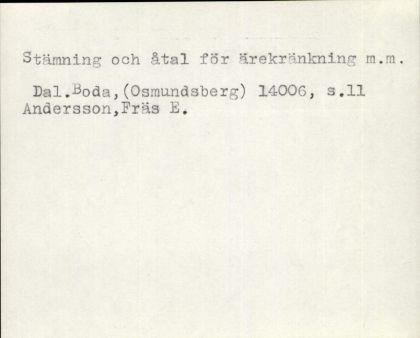 Stämning och åtal för ärekränkning m.m.
Dal.Boda,(Osmundsberg) 14006, s.11
Andersson,Fräs E.